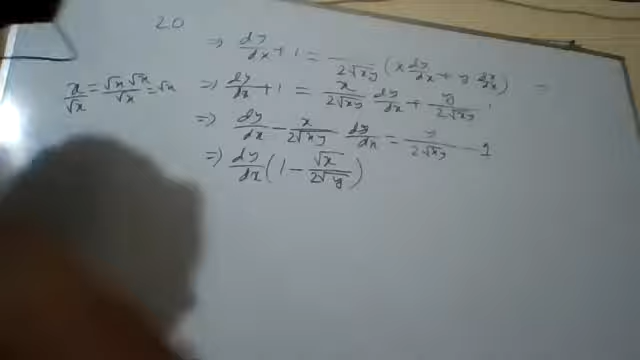 20
⇒ dy/dx + 1 = /2√xy (x dy/dx + y dx/dx)
x/√x = √x √x/√x = √x
⇒ dy/dx + 1 = x/2√xy dy/dx + y/2√xy
⇒ dy/dx - x/2√xy dy/dx = y/2√xy - 1
⇒ dy/dx (1 - √x/2√y)